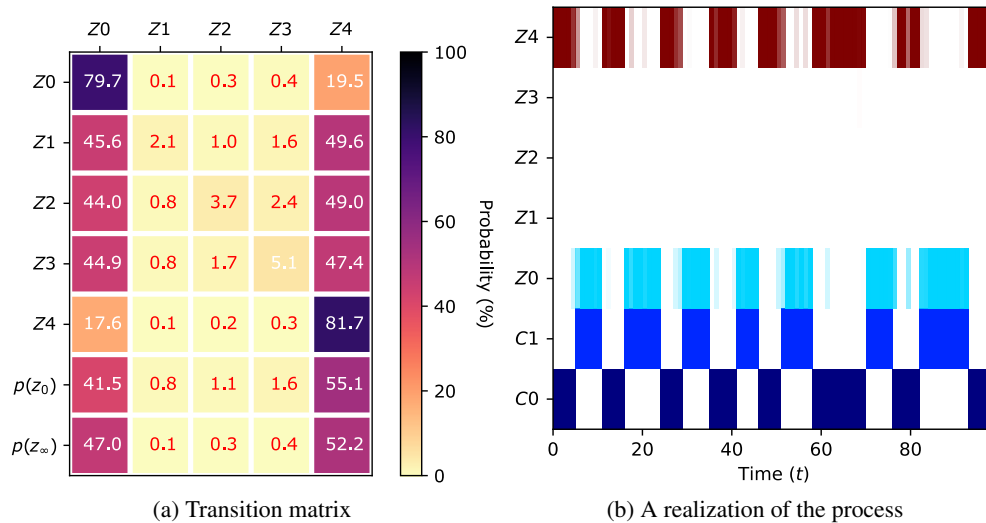 Z0 Z1 Z2 Z3 Z4
Z0 79.7 0.1 0.3 0.4 19.5
Z1 45.6 2.1 1.0 1.6 49.6
Z2 44.0 0.8 3.7 2.4 49.0
Z3 44.9 0.8 1.7 5.1 47.4
Z4 17.6 0.1 0.2 0.3 81.7
p(z₀) 41.5 0.8 1.1 1.6 55.1
p(z∞) 47.0 0.1 0.3 0.4 52.2
100
80
60
40
20
0
Probability (%)
(a) Transition matrix
Z4
Z3
Z2
Z1
Z0
C1
C0
0 20 40 60 80
Time (t)
(b) A realization of the process